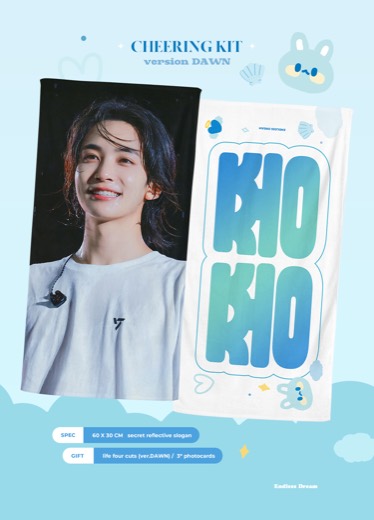 CHEERING KIT
version DAWN
KIO
KIO
SPEC 60 X 30 CM secret reflective slogan
GIFT life four cuts (ver.DAWN) / 3* photocards
Endless Dream